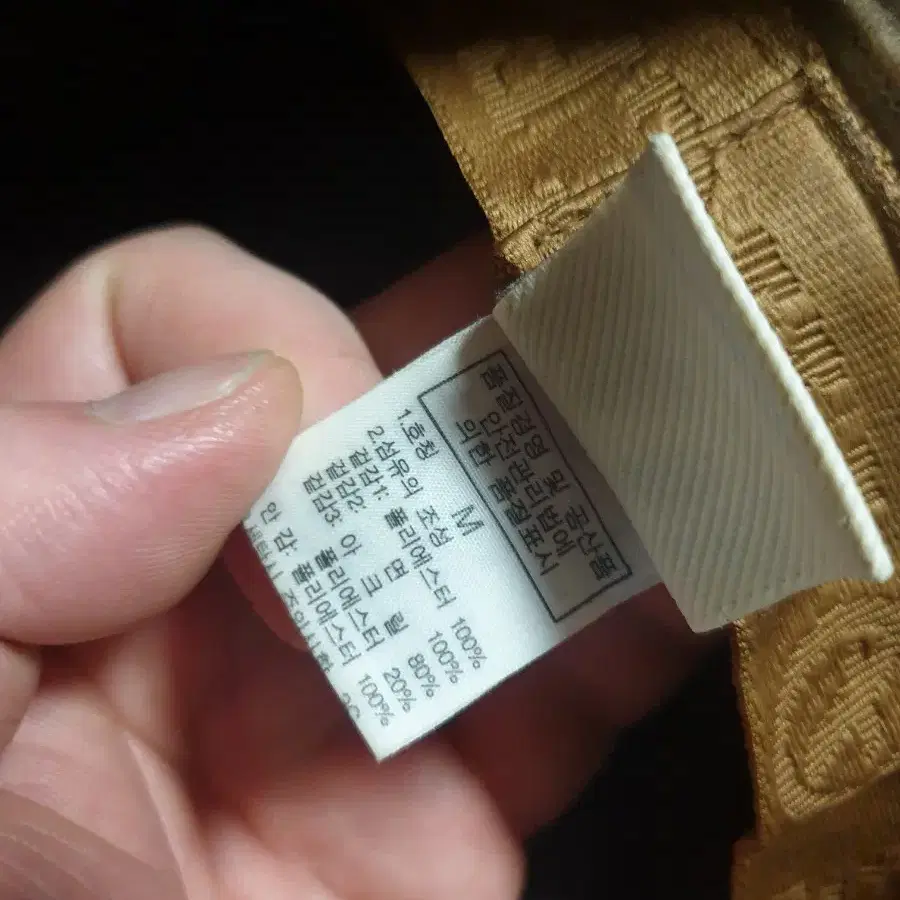 품질경영 및 공산품
안전관리법에
의한 품질표시
1.호칭 M
2.섬유의 조성
겉감1: 폴리에스터 100%
겉감2: 면 100%
겉감3: 아 크 릴 80%
폴리에스터 20%
안 감: 폴리에스터 100%